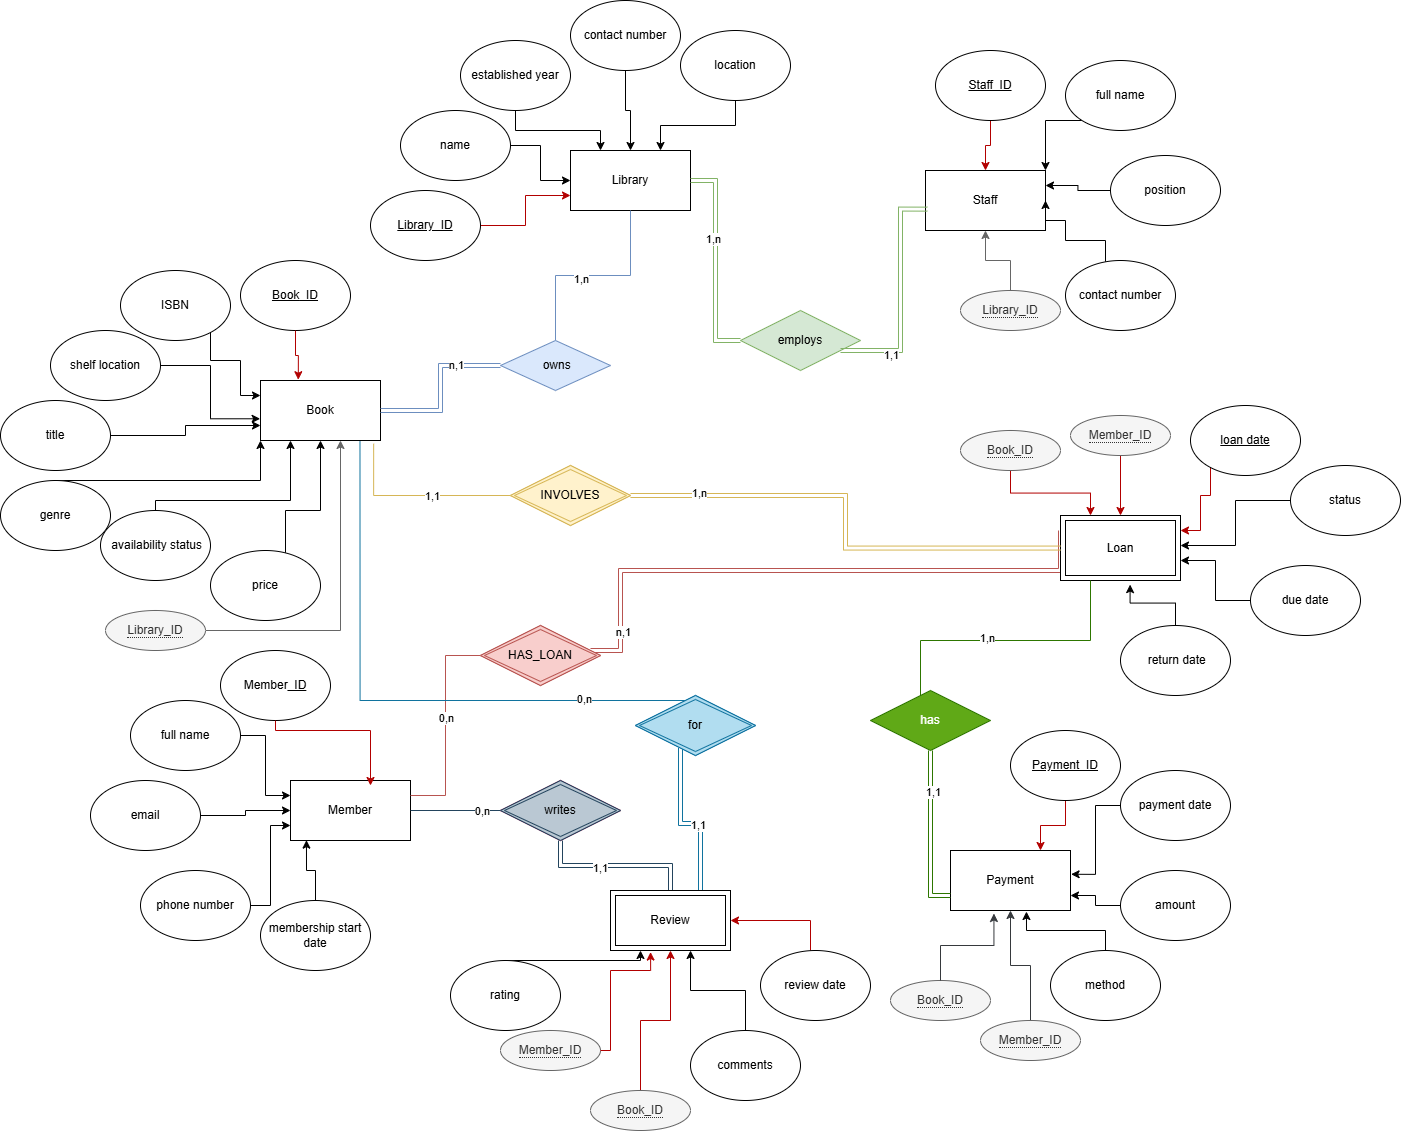 contact number
established year
location
name
Library
Library_ID
Staff_ID
full name
position
Staff
contact number
Library_ID
1,n
1,n
employs
1,1
ISBN
Book_ID
shelf location
title
genre
availability status
price
Library_ID
Book
n,1
owns
1,1
INVOLVES
1,n
Book_ID
Member_ID
loan date
status
Loan
due date
return date
n,1
HAS_LOAN
0,n
0,n
for
1,1
1,n
has
1,1
Member_ID
full name
email
phone number
membership start
date
Member
0,n
writes
1,1
Review
rating
Member_ID
Book_ID
comments
review date
Payment_ID
payment date
Payment
amount
method
Book_ID
Member_ID